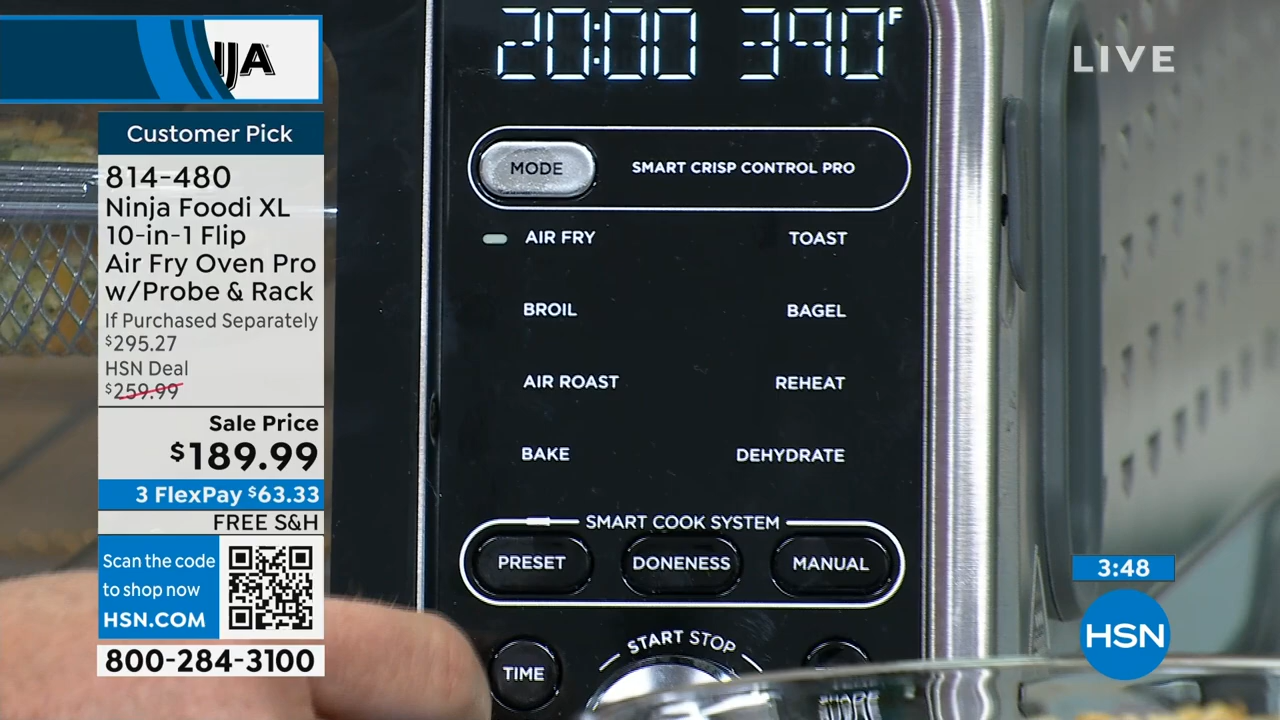 20:00 390F
LIVE
Customer Pick
814-480
Ninja Foodi XL
10-in-1 Flip
Air Fry Oven Pro
w/Probe & Rack
If Purchased Separately
$295.27
HSN Deal
$259.99
Sale Price
$189.99
3 FlexPay $63.33
FREE S&H
Scan the code
to shop now
HSN.COM
800-284-3100
MODE SMART CRISP CONTROL PRO
AIR FRY TOAST
BROIL BAGEL
AIR ROAST REHEAT
BAKE DEHYDRATE
SMART COOK SYSTEM
PRESET DONENESS MANUAL
START STOP
TIME
3:48
HSN